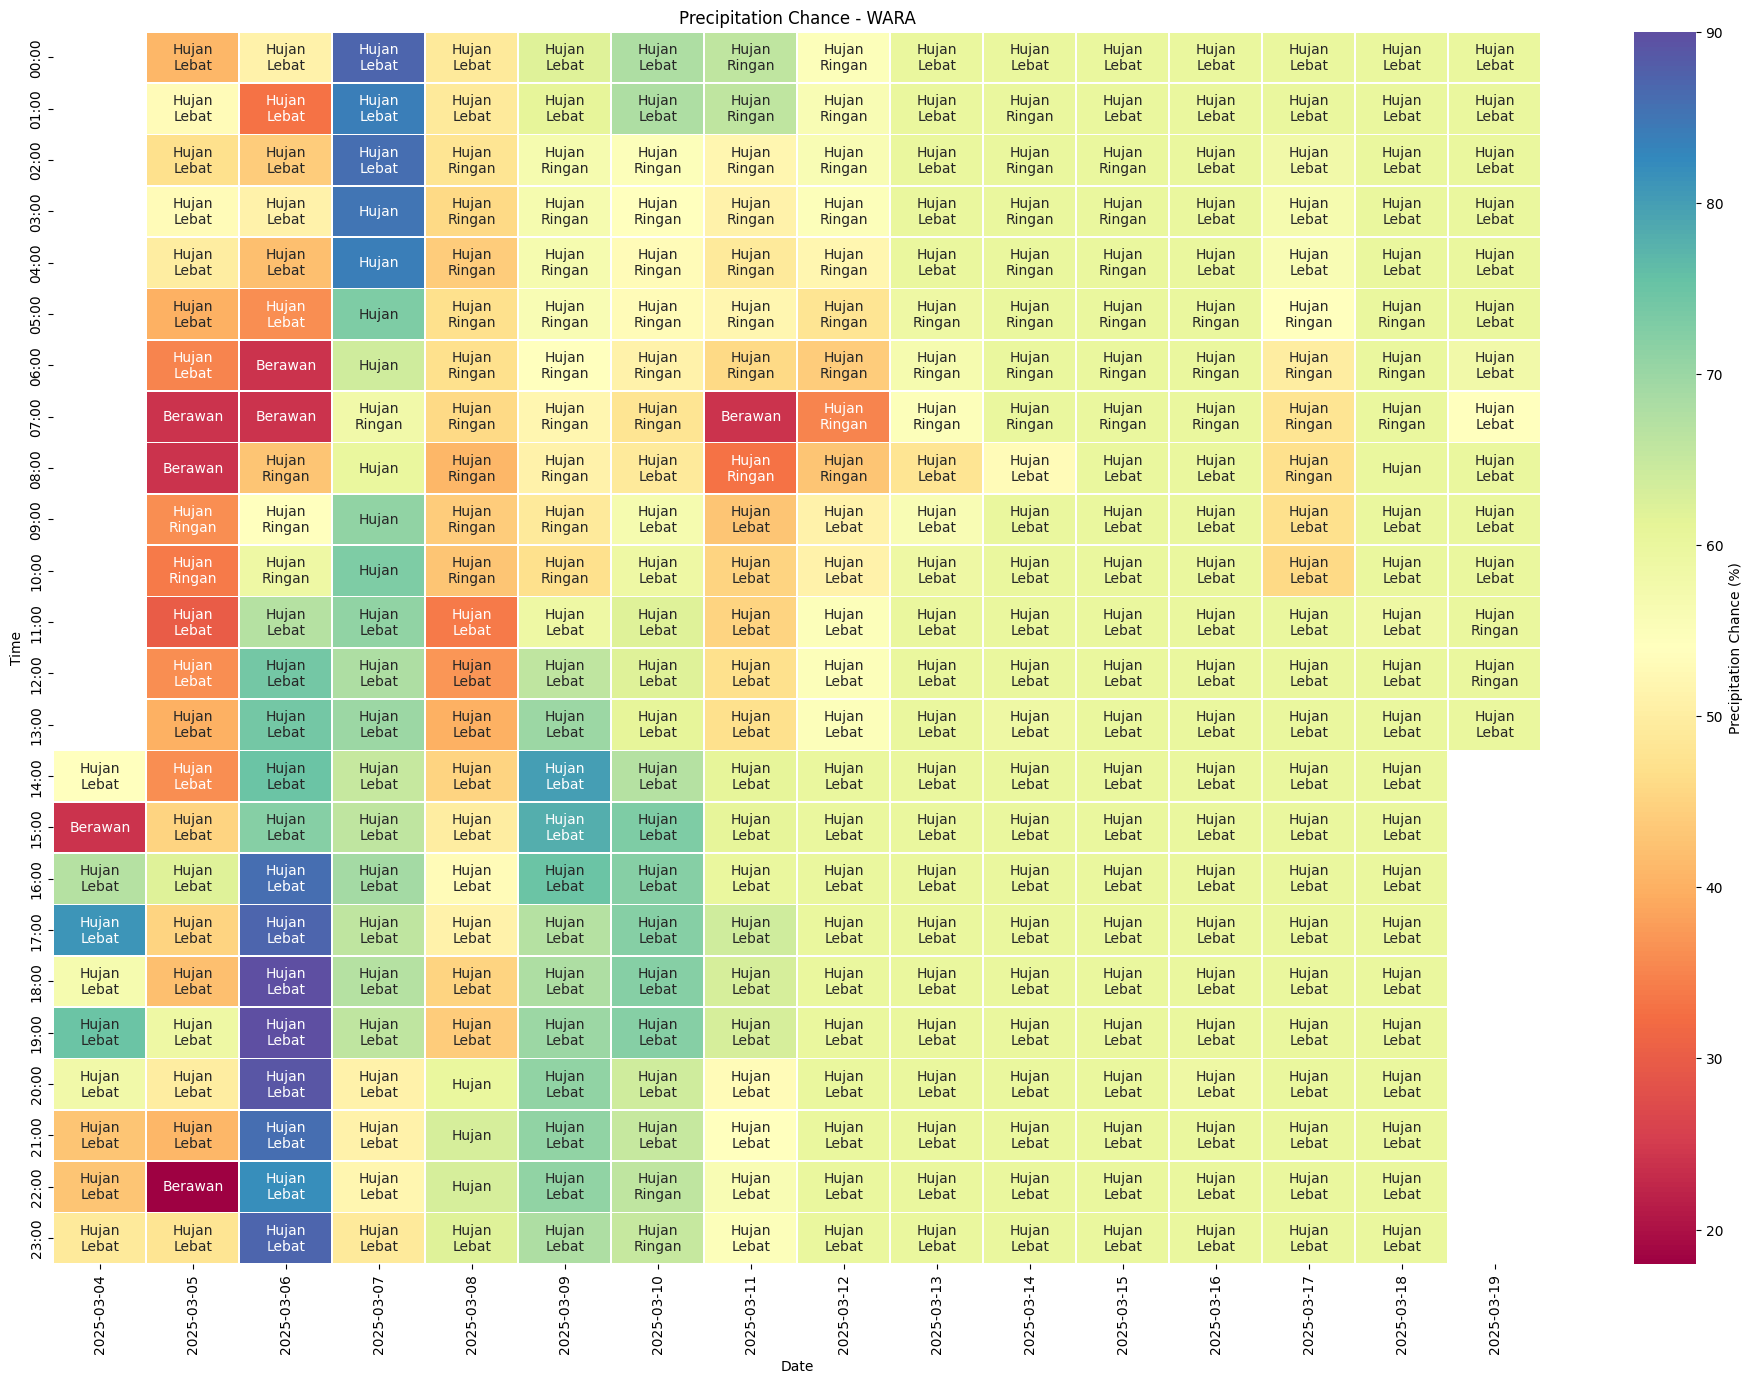 Precipitation Chance - WARA
00:00 Hujan Lebat Hujan Lebat Hujan Lebat Hujan Lebat Hujan Lebat Hujan Lebat Hujan Ringan Hujan Ringan Hujan Lebat Hujan Lebat Hujan Lebat Hujan Lebat Hujan Lebat Hujan Lebat Hujan Lebat
01:00 Hujan Lebat Hujan Lebat Hujan Lebat Hujan Lebat Hujan Lebat Hujan Lebat Hujan Ringan Hujan Ringan Hujan Lebat Hujan Ringan Hujan Lebat Hujan Lebat Hujan Lebat Hujan Lebat Hujan Lebat
02:00 Hujan Lebat Hujan Lebat Hujan Lebat Hujan Ringan Hujan Ringan Hujan Ringan Hujan Ringan Hujan Ringan Hujan Lebat Hujan Ringan Hujan Ringan Hujan Lebat Hujan Lebat Hujan Lebat Hujan Lebat
03:00 Hujan Lebat Hujan Lebat Hujan Hujan Ringan Hujan Ringan Hujan Ringan Hujan Ringan Hujan Ringan Hujan Lebat Hujan Ringan Hujan Ringan Hujan Lebat Hujan Lebat Hujan Lebat Hujan Lebat
04:00 Hujan Lebat Hujan Lebat Hujan Hujan Ringan Hujan Ringan Hujan Ringan Hujan Ringan Hujan Ringan Hujan Lebat Hujan Ringan Hujan Ringan Hujan Lebat Hujan Lebat Hujan Lebat Hujan Lebat
05:00 Hujan Lebat Hujan Lebat Hujan Hujan Ringan Hujan Ringan Hujan Ringan Hujan Ringan Hujan Ringan Hujan Ringan Hujan Ringan Hujan Ringan Hujan Ringan Hujan Ringan Hujan Ringan Hujan Lebat
06:00 Hujan Lebat Berawan Hujan Hujan Ringan Hujan Ringan Hujan Ringan Hujan Ringan Hujan Ringan Hujan Ringan Hujan Ringan Hujan Ringan Hujan Ringan Hujan Ringan Hujan Ringan Hujan Lebat
07:00 Berawan Berawan Hujan Ringan Hujan Ringan Hujan Ringan Hujan Ringan Berawan Hujan Ringan Hujan Ringan Hujan Ringan Hujan Ringan Hujan Ringan Hujan Ringan Hujan Ringan Hujan Lebat
08:00 Berawan Hujan Ringan Hujan Hujan Ringan Hujan Ringan Hujan Lebat Hujan Ringan Hujan Ringan Hujan Lebat Hujan Lebat Hujan Lebat Hujan Lebat Hujan Ringan Hujan Hujan Lebat
09:00 Hujan Ringan Hujan Ringan Hujan Hujan Ringan Hujan Ringan Hujan Lebat Hujan Lebat Hujan Lebat Hujan Lebat Hujan Lebat Hujan Lebat Hujan Lebat Hujan Lebat Hujan Lebat Hujan Lebat
10:00 Hujan Ringan Hujan Ringan Hujan Hujan Ringan Hujan Ringan Hujan Lebat Hujan Lebat Hujan Lebat Hujan Lebat Hujan Lebat Hujan Lebat Hujan Lebat Hujan Lebat Hujan Lebat Hujan Lebat
11:00 Hujan Lebat Hujan Lebat Hujan Lebat Hujan Lebat Hujan Lebat Hujan Lebat Hujan Lebat Hujan Lebat Hujan Lebat Hujan Lebat Hujan Lebat Hujan Lebat Hujan Lebat Hujan Lebat Hujan Ringan
12:00 Hujan Lebat Hujan Lebat Hujan Lebat Hujan Lebat Hujan Lebat Hujan Lebat Hujan Lebat Hujan Lebat Hujan Lebat Hujan Lebat Hujan Lebat Hujan Lebat Hujan Lebat Hujan Lebat Hujan Ringan
13:00 Hujan Lebat Hujan Lebat Hujan Lebat Hujan Lebat Hujan Lebat Hujan Lebat Hujan Lebat Hujan Lebat Hujan Lebat Hujan Lebat Hujan Lebat Hujan Lebat Hujan Lebat Hujan Lebat Hujan Lebat
14:00 Hujan Lebat Hujan Lebat Hujan Lebat Hujan Lebat Hujan Lebat Hujan Lebat Hujan Lebat Hujan Lebat Hujan Lebat Hujan Lebat Hujan Lebat Hujan Lebat Hujan Lebat Hujan Lebat Hujan Lebat
15:00 Berawan Hujan Lebat Hujan Lebat Hujan Lebat Hujan Lebat Hujan Lebat Hujan Lebat Hujan Lebat Hujan Lebat Hujan Lebat Hujan Lebat Hujan Lebat Hujan Lebat Hujan Lebat Hujan Lebat
16:00 Hujan Lebat Hujan Lebat Hujan Lebat Hujan Lebat Hujan Lebat Hujan Lebat Hujan Lebat Hujan Lebat Hujan Lebat Hujan Lebat Hujan Lebat Hujan Lebat Hujan Lebat Hujan Lebat Hujan Lebat
17:00 Hujan Lebat Hujan Lebat Hujan Lebat Hujan Lebat Hujan Lebat Hujan Lebat Hujan Lebat Hujan Lebat Hujan Lebat Hujan Lebat Hujan Lebat Hujan Lebat Hujan Lebat Hujan Lebat Hujan Lebat
18:00 Hujan Lebat Hujan Lebat Hujan Lebat Hujan Lebat Hujan Lebat Hujan Lebat Hujan Lebat Hujan Lebat Hujan Lebat Hujan Lebat Hujan Lebat Hujan Lebat Hujan Lebat Hujan Lebat Hujan Lebat
19:00 Hujan Lebat Hujan Lebat Hujan Lebat Hujan Lebat Hujan Lebat Hujan Lebat Hujan Lebat Hujan Lebat Hujan Lebat Hujan Lebat Hujan Lebat Hujan Lebat Hujan Lebat Hujan Lebat Hujan Lebat
20:00 Hujan Lebat Hujan Lebat Hujan Lebat Hujan Lebat Hujan Hujan Lebat Hujan Lebat Hujan Lebat Hujan Lebat Hujan Lebat Hujan Lebat Hujan Lebat Hujan Lebat Hujan Lebat Hujan Lebat
21:00 Hujan Lebat Hujan Lebat Hujan Lebat Hujan Lebat Hujan Hujan Lebat Hujan Lebat Hujan Lebat Hujan Lebat Hujan Lebat Hujan Lebat Hujan Lebat Hujan Lebat Hujan Lebat Hujan Lebat
22:00 Hujan Lebat Berawan Hujan Lebat Hujan Lebat Hujan Hujan Lebat Hujan Ringan Hujan Lebat Hujan Lebat Hujan Lebat Hujan Lebat Hujan Lebat Hujan Lebat Hujan Lebat Hujan Lebat
23:00 Hujan Lebat Hujan Lebat Hujan Lebat Hujan Lebat Hujan Lebat Hujan Lebat Hujan Ringan Hujan Lebat Hujan Lebat Hujan Lebat Hujan Lebat Hujan Lebat Hujan Lebat Hujan Lebat Hujan Lebat
Time
2025-03-04 2025-03-05 2025-03-06 2025-03-07 2025-03-08 2025-03-09 2025-03-10 2025-03-11 2025-03-12 2025-03-13 2025-03-14 2025-03-15 2025-03-16 2025-03-17 2025-03-18 2025-03-19
Date
90
80
70
60
50
40
30
20
Precipitation Chance (%)